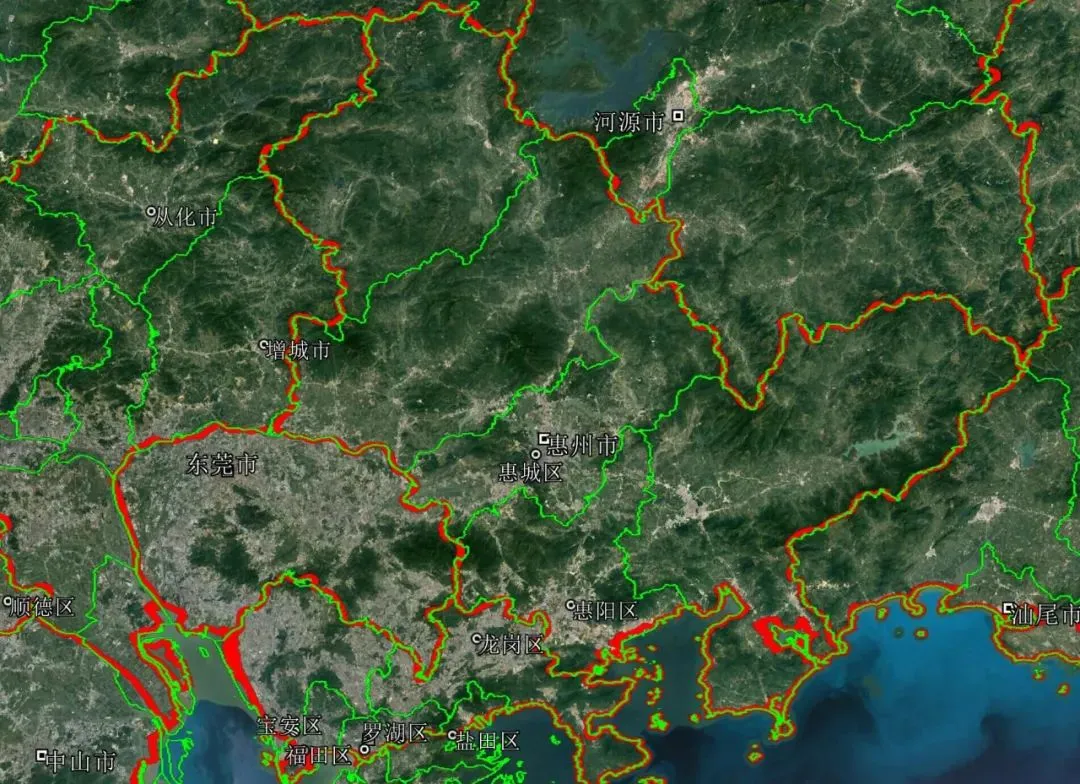 河源市
从化市
增城市
惠州市
东莞市
惠城区
顺德区
惠阳区
汕尾市
龙岗区
宝安区
罗湖区
盐田区
福田区
中山市